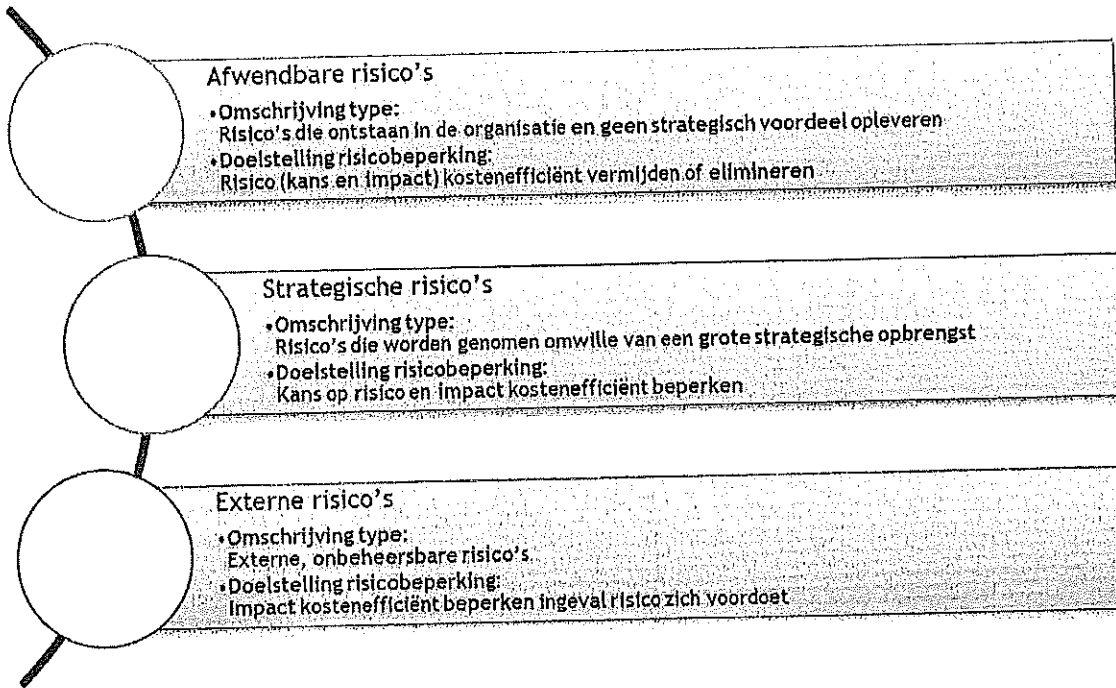 Afwendbare risico's
•Omschrijving type:
Risico's die ontstaan in de organisatie en geen strategisch voordeel opleveren
•Doelstelling risicobeperking:
Risico (kans en impact) kostenefficiënt vermijden of elimineren
Strategische risico's
•Omschrijving type:
Risico's die worden genomen omwille van een grote strategische opbrengst
•Doelstelling risicobeperking:
Kans op risico en impact kostenefficiënt beperken
Externe risico's
•Omschrijving type:
Externe, onbeheersbare risico's.
•Doelstelling risicobeperking:
Impact kostenefficiënt beperken ingeval risico zich voordoet